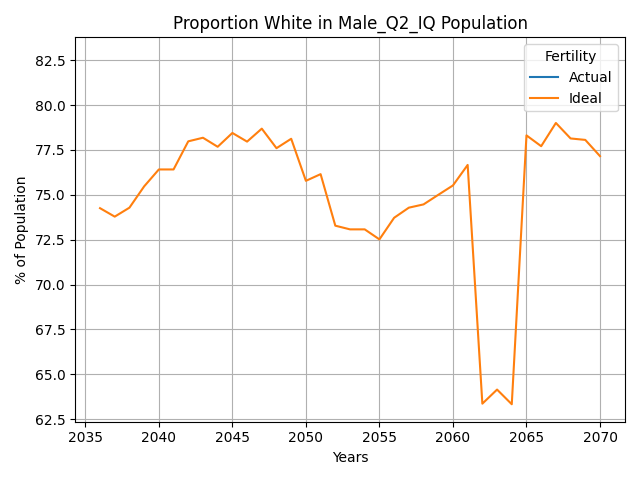 Proportion White in Male_Q2_IQ Population
Fertility
Actual
Ideal
% of Population
82.5
80.0
77.5
75.0
72.5
70.0
67.5
65.0
62.5
2035 2040 2045 2050 2055 2060 2065 2070
Years